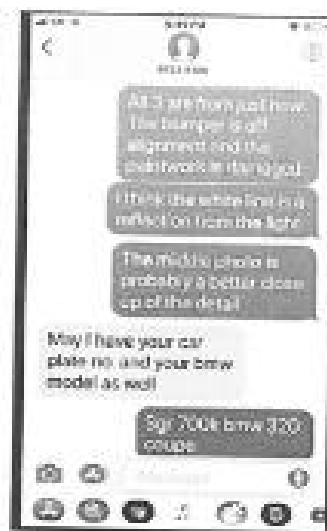 All 3 are from just now.
The bumper is off
alignment and the
paintwork is damaged
I think the white line is a
reflection from the light
The middle photo is
probably a better close
up of the detail
May I have your car
plate no. and your bmw
model as well
Sgr 700k bmw 320
coupe